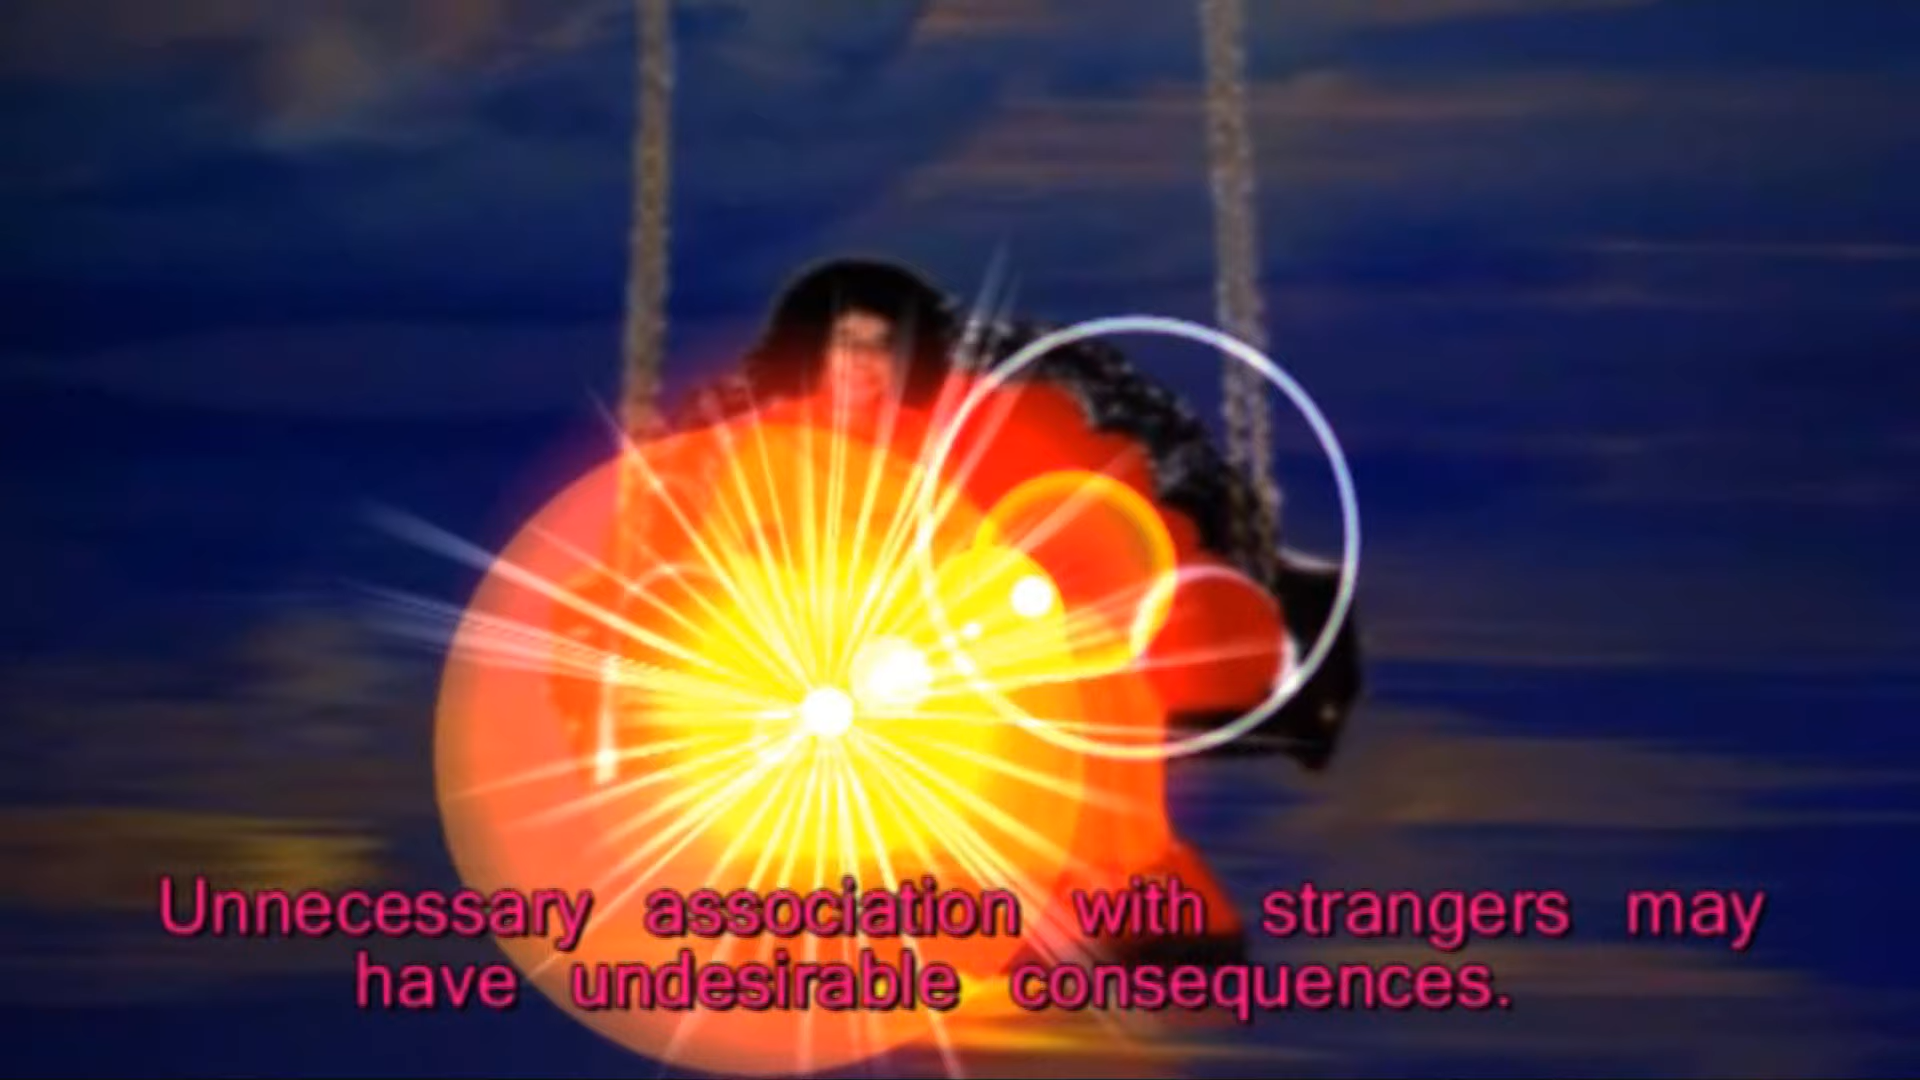 Unnecessary association with strangers may
have undesirable consequences.